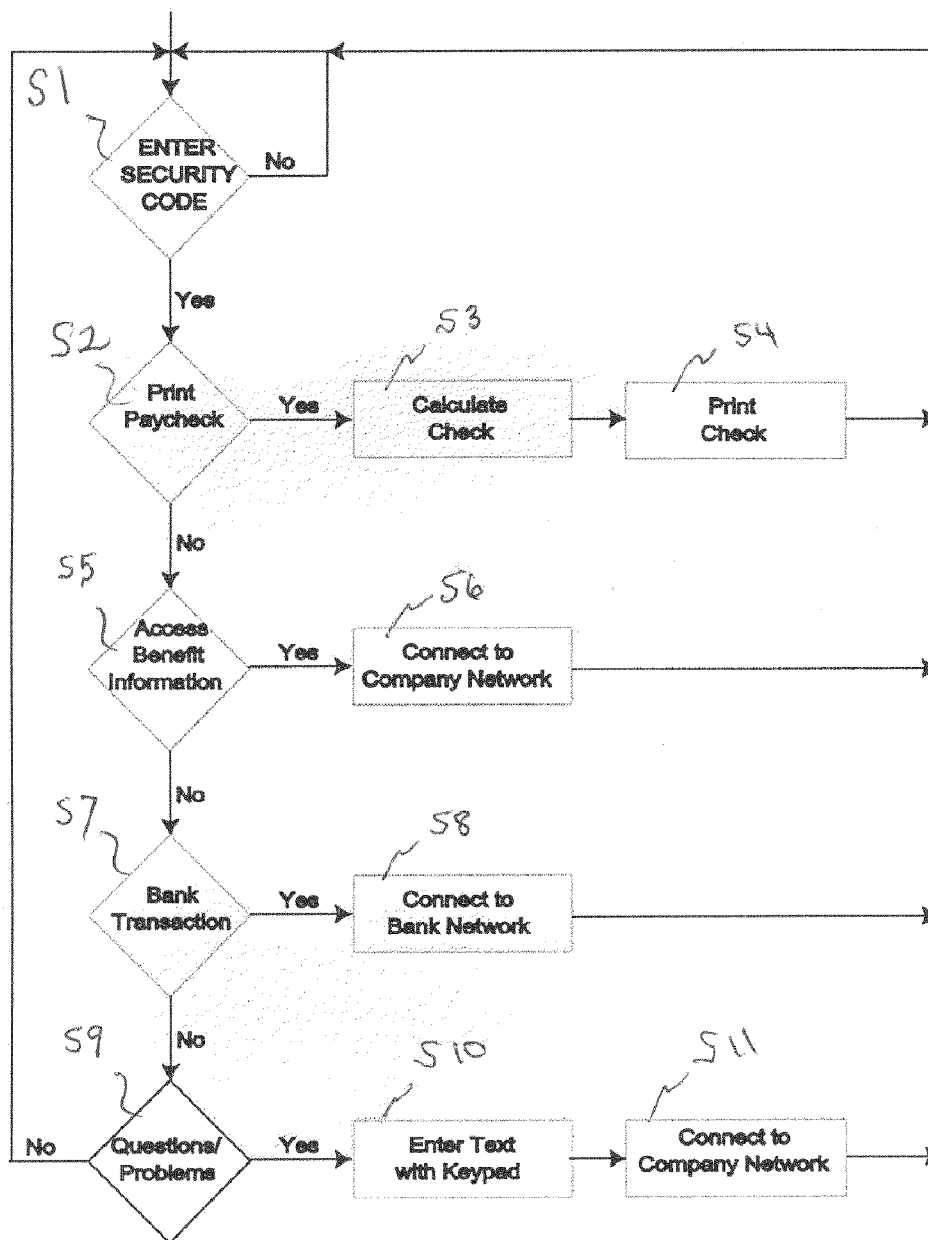 S1
ENTER
SECURITY
CODE
No
Yes
S2
Print
Paycheck
Yes
S3
Calculate
Check
S4
Print
Check
No
S5
Access
Benefit
Information
Yes
S6
Connect to
Company Network
No
S7
Bank
Transaction
Yes
S8
Connect to
Bank Network
No
S9
No
Questions/
Problems
Yes
S10
Enter Text
with Keypad
S11
Connect to
Company Network